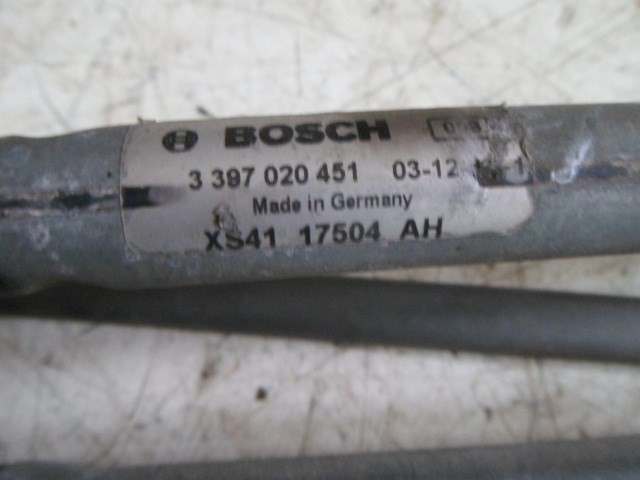 BOSCH
3 397 020 451 03-12
Made in Germany
XS41 17504 AH